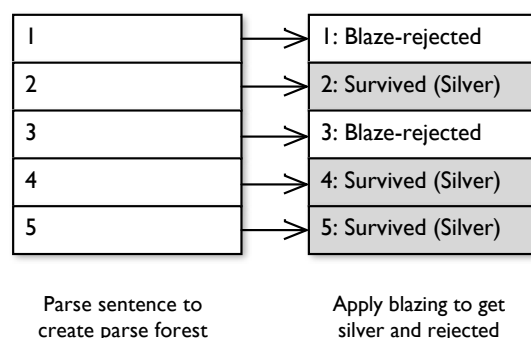 1
1: Blaze-rejected
2
2: Survived (Silver)
3
3: Blaze-rejected
4
4: Survived (Silver)
5
5: Survived (Silver)
Parse sentence to
create parse forest
Apply blazing to get
silver and rejected